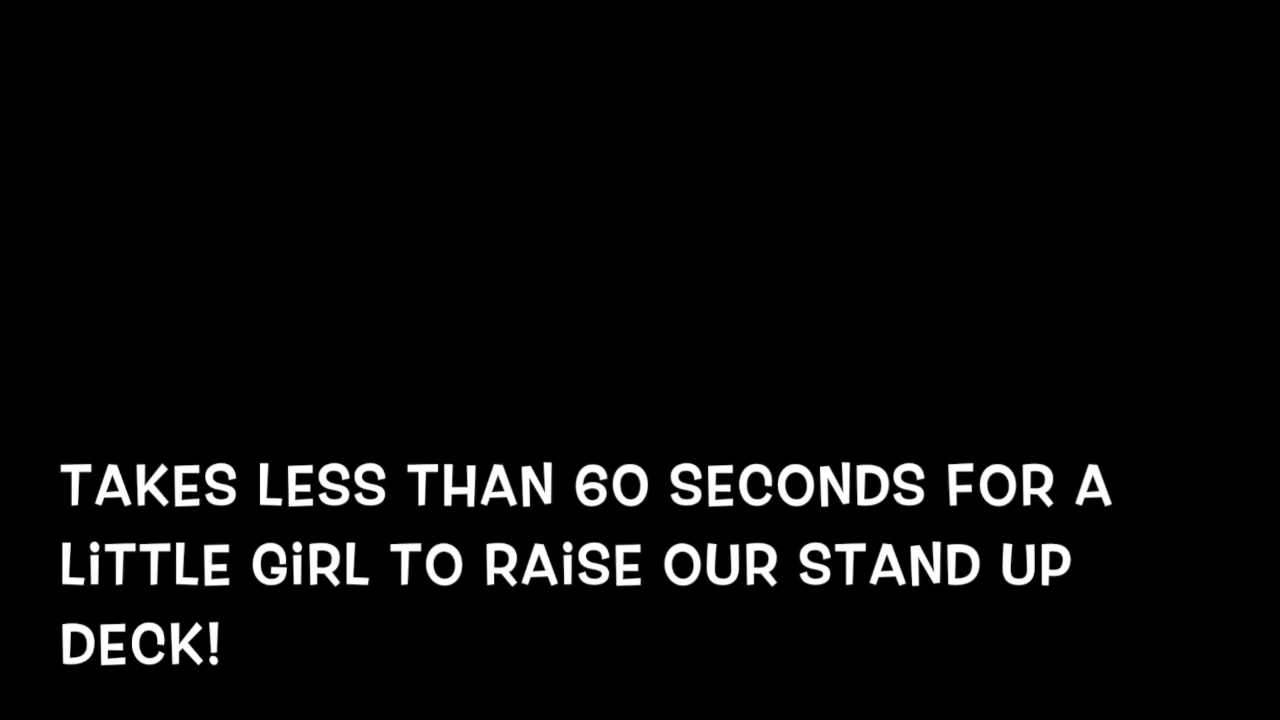 TAKES LESS THAN 60 SECONDS FOR A
LiTTLE GiRL TO RAiSE OUR STAND UP
DECK!